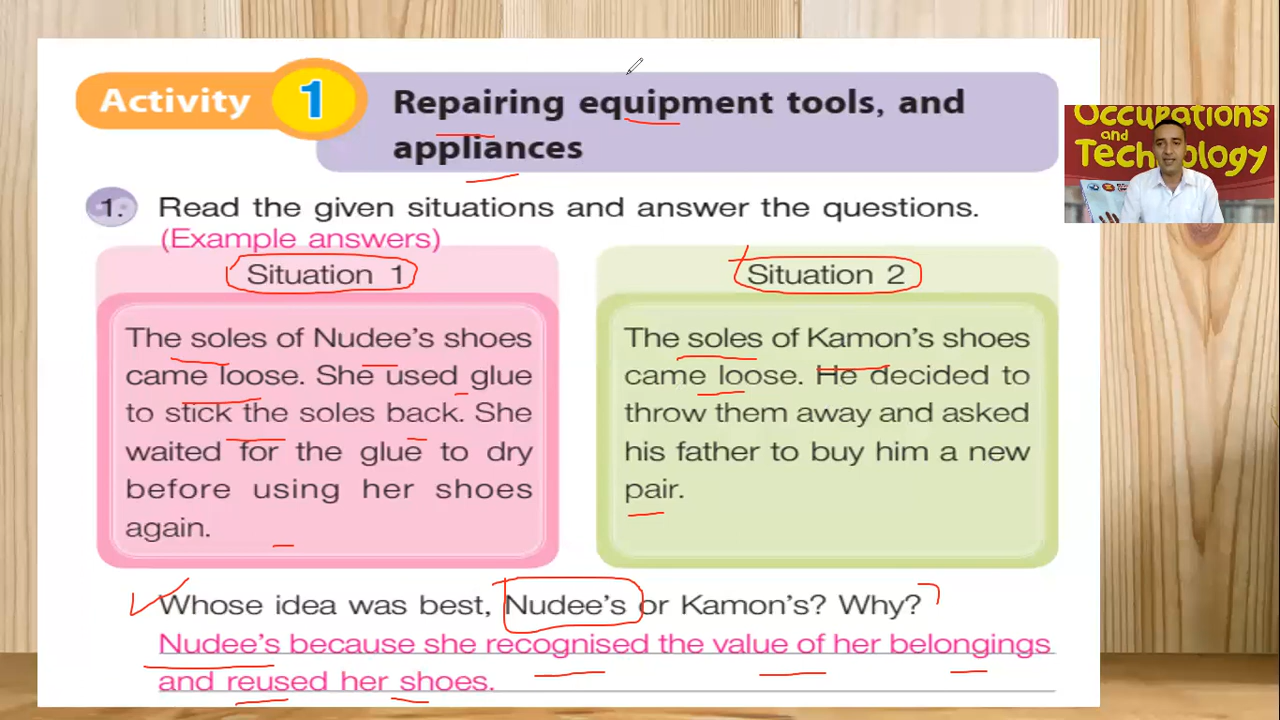 Activity 1
Repairing equipment tools, and
appliances
1. Read the given situations and answer the questions.
(Example answers)
Situation 1
The soles of Nudee's shoes
came loose. She used glue
to stick the soles back. She
waited for the glue to dry
before using her shoes
again.
Situation 2
The soles of Kamon's shoes
came loose. He decided to
throw them away and asked
his father to buy him a new
pair.
Whose idea was best, Nudee's or Kamon's? Why?
Nudee's because she recognised the value of her belongings
and reused her shoes.
Occupations
and
Technology